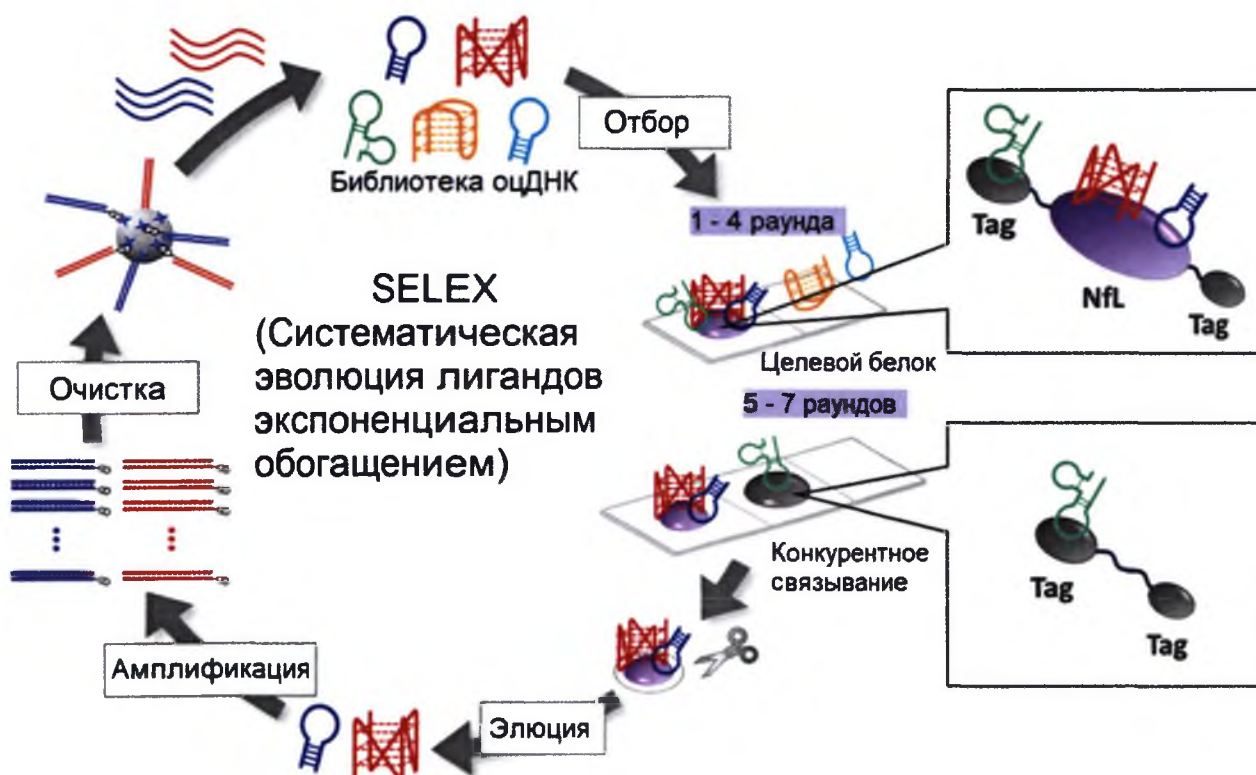 Библиотека оцДНК
Отбор
1 - 4 раунда
Целевой белок
Tag
NfL
Tag
SELEX
(Систематическая
эволюция лигандов
экспоненциальным
обогащением)
5 - 7 раундов
Конкурентное
связывание
Tag
Tag
Элюция
Амплификация
Очистка